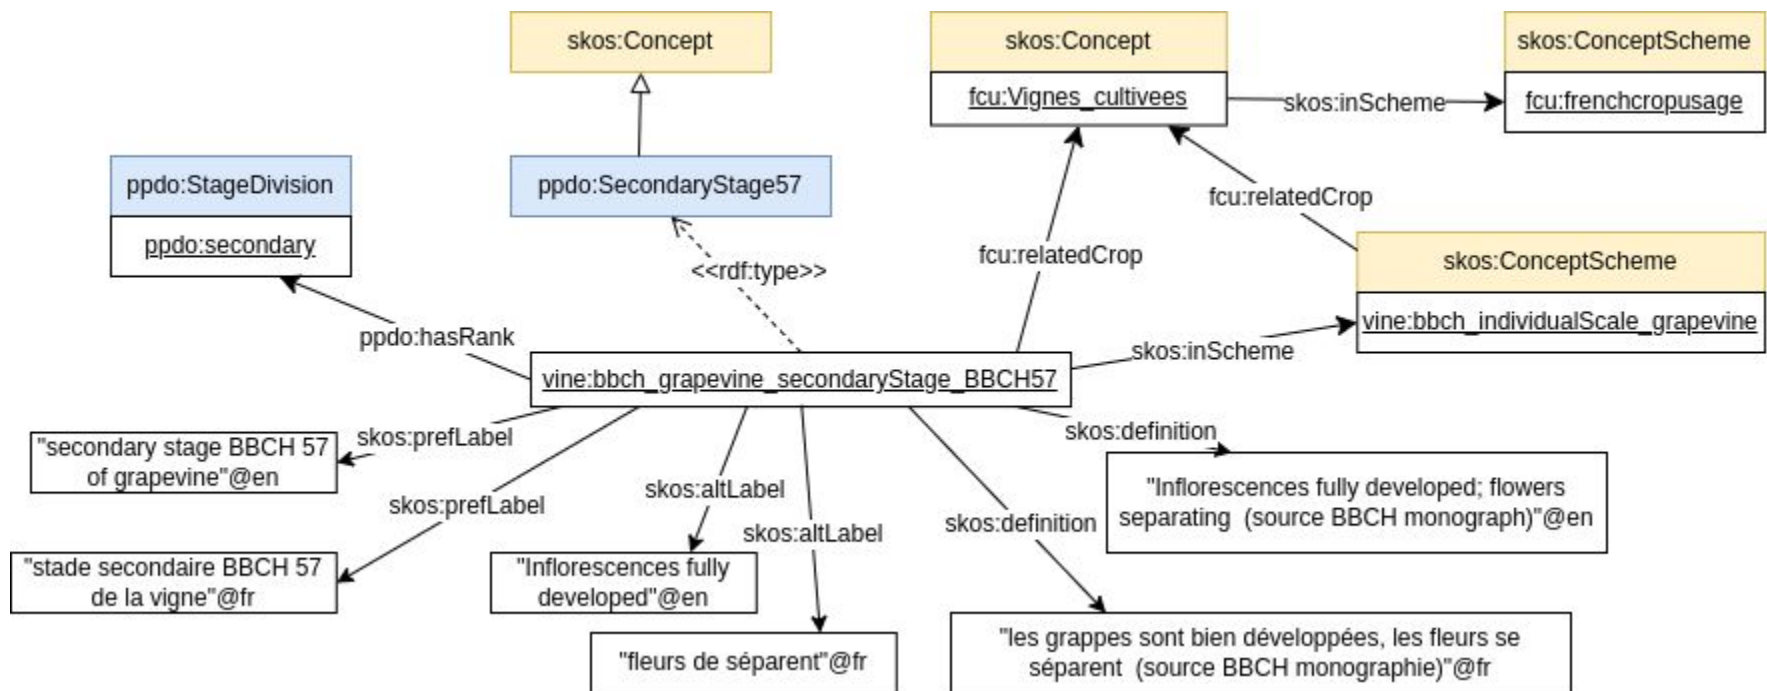 skos:Concept
skos:Concept
skos:ConceptScheme
fcu:Vignes_cultivees
skos:inScheme
fcu:frenchcropusage
ppdo:StageDivision
ppdo:SecondaryStage57
fcu:relatedCrop
ppdo:secondary
fcu:relatedCrop
<<rdf:type>>
skos:ConceptScheme
vine:bbch_individualScale_grapevine
ppdo:hasRank
skos:inScheme
vine:bbch_grapevine_secondaryStage_BBCH57
skos:prefLabel
skos:definition
"secondary stage BBCH 57
of grapevine"@en
skos:prefLabel
skos:altLabel
skos:altLabel
skos:definition
"Inflorescences fully developed; flowers
separating (source BBCH monograph)"@en
"stade secondaire BBCH 57
de la vigne"@fr
"Inflorescences fully
developed"@en
"fleurs de séparent"@fr
"les grappes sont bien développées, les fleurs se
séparent (source BBCH monographie)"@fr